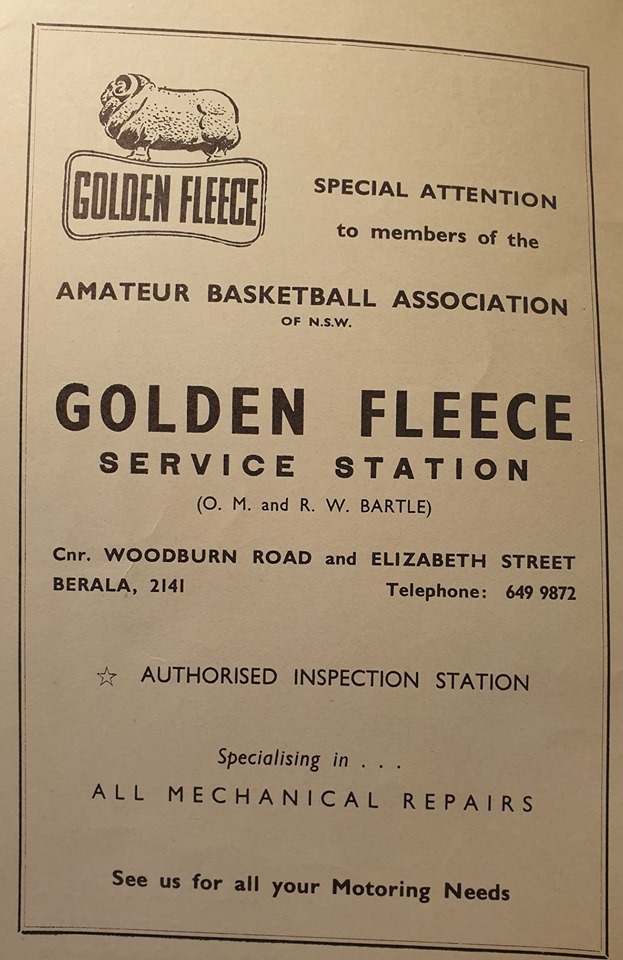 GOLDEN FLEECE
SPECIAL ATTENTION
to members of the
AMATEUR BASKETBALL ASSOCIATION
OF N.S.W.
GOLDEN FLEECE
SERVICE STATION
(O. M. and R. W. BARTLE)
Cnr. WOODBURN ROAD and ELIZABETH STREET
BERALA, 2141 Telephone: 649 9872
☆ AUTHORISED INSPECTION STATION
Specialising in . . .
ALL MECHANICAL REPAIRS
See us for all your Motoring Needs